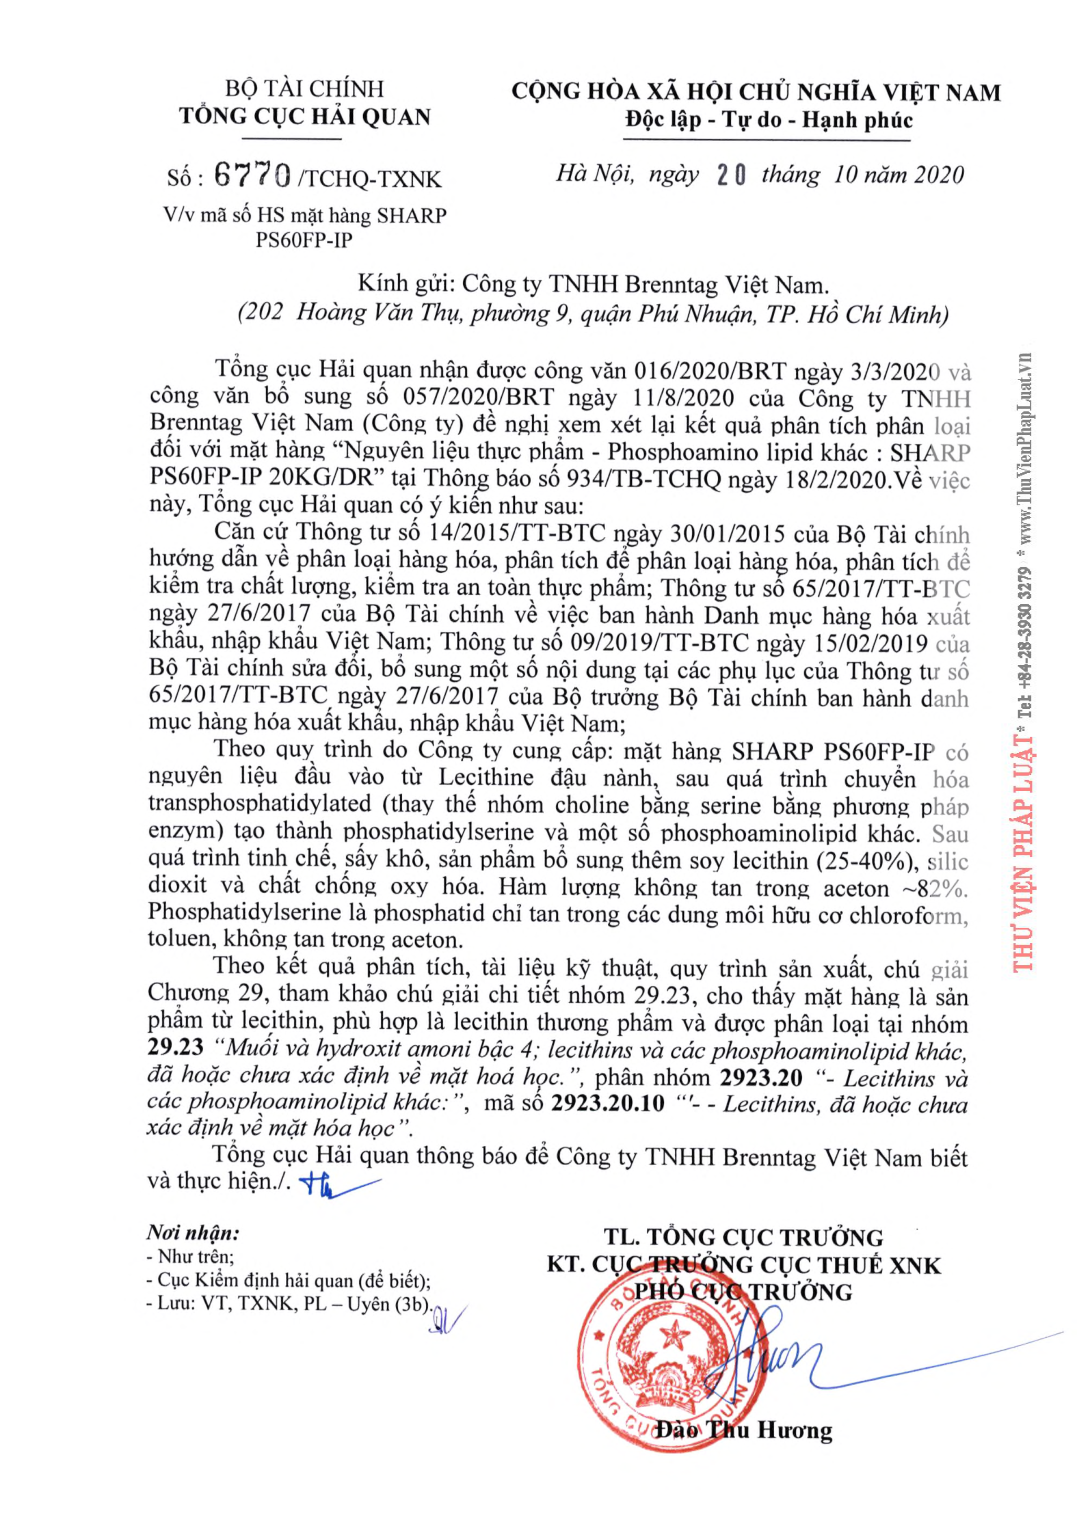 BỘ TÀI CHÍNH
TỔNG CỤC HẢI QUAN
CỘNG HÒA XÃ HỘI CHỦ NGHĨA VIỆT NAM
Độc lập - Tự do - Hạnh phúc
Số : 6770/TCHQ-TXNK
Hà Nội, ngày 20 tháng 10 năm 2020
V/v mã số HS mặt hàng SHARP
PS60FP-IP
Kính gửi: Công ty TNHH Brenntag Việt Nam.
(202 Hoàng Văn Thụ, phường 9, quận Phú Nhuận, TP. Hồ Chí Minh)
Tổng cục Hải quan nhận được công văn 016/2020/BRT ngày 3/3/2020 và
công văn bổ sung số 057/2020/BRT ngày 11/8/2020 của Công ty TNHH
Brenntag Việt Nam (Công ty) đề nghị xem xét lại kết quả phân tích phân loại
đối với mặt hàng “Nguyên liệu thực phẩm - Phosphoamino lipid khác : SHARP
PS60FP-IP 20KG/DR” tại Thông báo số 934/TB-TCHQ ngày 18/2/2020.Về việc
này, Tổng cục Hải quan có ý kiến như sau:
Căn cứ Thông tư số 14/2015/TT-BTC ngày 30/01/2015 của Bộ Tài chính
hướng dẫn về phân loại hàng hóa, phân tích để phân loại hàng hóa, phân tích để
kiểm tra chất lượng, kiểm tra an toàn thực phẩm; Thông tư số 65/2017/TT-BTC
ngày 27/6/2017 của Bộ Tài chính về việc ban hành Danh mục hàng hóa xuất
khẩu, nhập khẩu Việt Nam; Thông tư số 09/2019/TT-BTC ngày 15/02/2019 của
Bộ Tài chính sửa đổi, bổ sung một số nội dung tại các phụ lục của Thông tư số
65/2017/TT-BTC ngày 27/6/2017 của Bộ trưởng Bộ Tài chính ban hành danh
mục hàng hóa xuất khẩu, nhập khẩu Việt Nam;
Theo quy trình do Công ty cung cấp: mặt hàng SHARP PS60FP-IP có
nguyên liệu đầu vào từ Lecithine đậu nành, sau quá trình chuyển hóa
transphosphatidylated (thay thế nhóm choline bằng serine bằng phương pháp
enzym) tạo thành phosphatidylserine và một số phosphoaminolipid khác. Sau
quá trình tinh chế, sấy khô, sản phẩm bổ sung thêm soy lecithin (25-40%), silic
dioxit và chất chống oxy hóa. Hàm lượng không tan trong aceton ~82%.
Phosphatidylserine là phosphatid chỉ tan trong các dung môi hữu cơ chloroform,
toluen, không tan trong aceton.
Theo kết quả phân tích, tài liệu kỹ thuật, quy trình sản xuất, chú giải
Chương 29, tham khảo chú giải chi tiết nhóm 29.23, cho thấy mặt hàng là sản
phẩm từ lecithin, phù hợp là lecithin thương phẩm và được phân loại tại nhóm
29.23 “Muối và hydroxit amoni bậc 4; lecithins và các phosphoaminolipid khác,
đã hoặc chưa xác định về mặt hoá học.”, phân nhóm 2923.20 “- Lecithins và
các phosphoaminolipid khác:”, mã số 2923.20.10 “'- - Lecithins, đã hoặc chưa
xác định về mặt hóa học”.
Tổng cục Hải quan thông báo để Công ty TNHH Brenntag Việt Nam biết
và thực hiện./.
Nơi nhận:
- Như trên;
- Cục Kiểm định hải quan (để biết);
- Lưu: VT, TXNK, PL – Uyên (3b).
TL. TỔNG CỤC TRƯỞNG
KT. CỤC TRƯỞNG CỤC THUẾ XNK
PHÓ CỤC TRƯỞNG
BỘ TÀI CHÍNH
TỔNG CỤC HẢI QUAN
Đào Thu Hương
THƯ VIỆN PHÁP LUẬT * Tel: +84-28-3930 3279 * www.ThuVienPhapLuat.vn